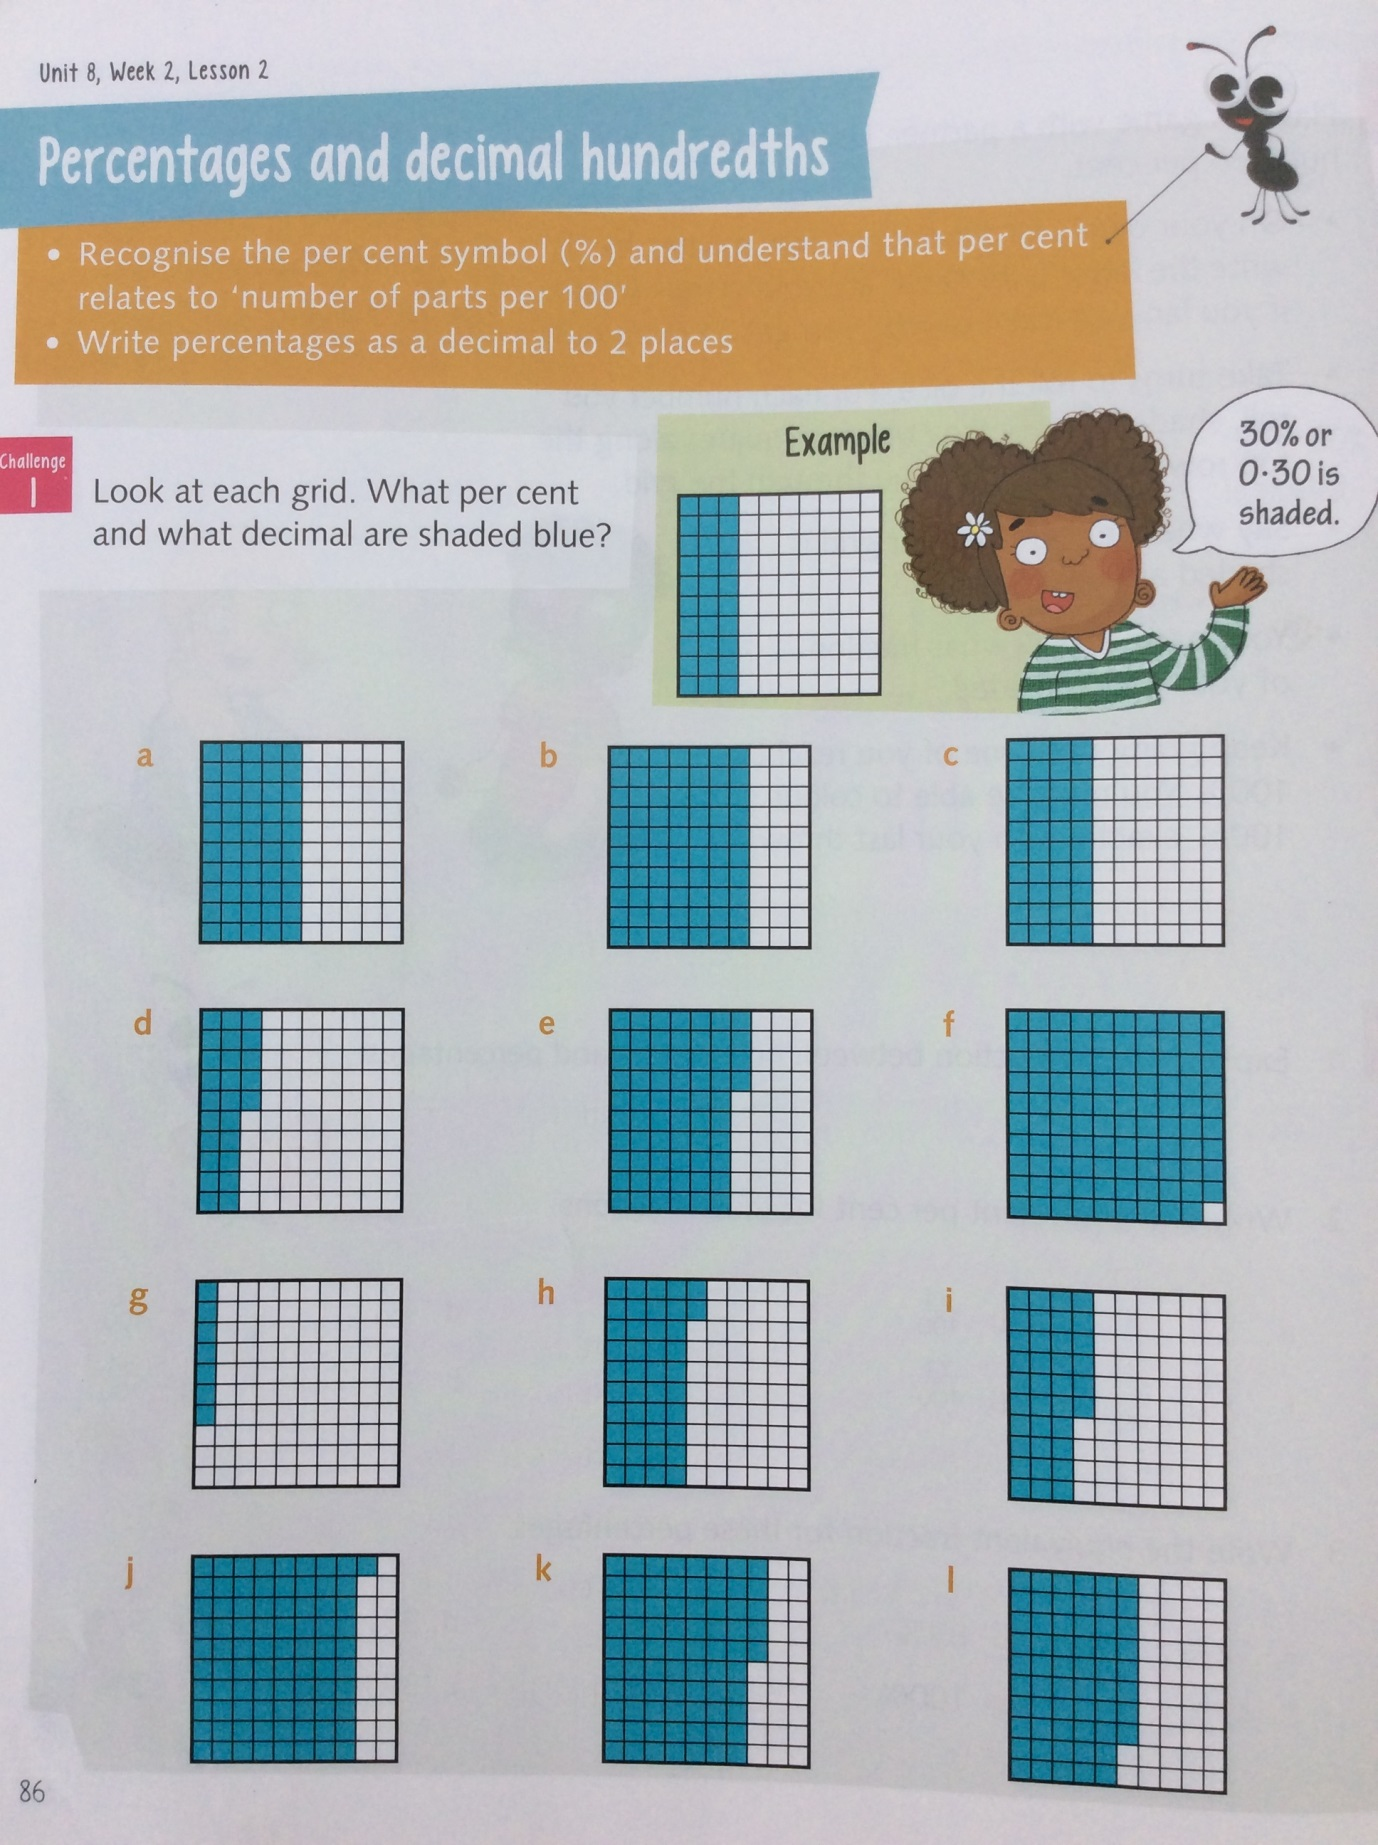 Unit 8, Week 2, Lesson 2
Percentages and decimal hundredths
• Recognise the per cent symbol (%) and understand that per cent
relates to ‘number of parts per 100’
• Write percentages as a decimal to 2 places
Challenge
1
Look at each grid. What per cent
and what decimal are shaded blue?
Example
30% or
0·30 is
shaded.
a
b
c
d
e
f
g
h
i
j
k
l
86